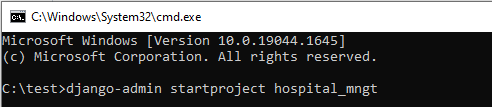 C:\Windows\System32\cmd.exe
Microsoft Windows [Version 10.0.19044.1645]
(c) Microsoft Corporation. All rights reserved.
C:\test>django-admin startproject hospital_mngt